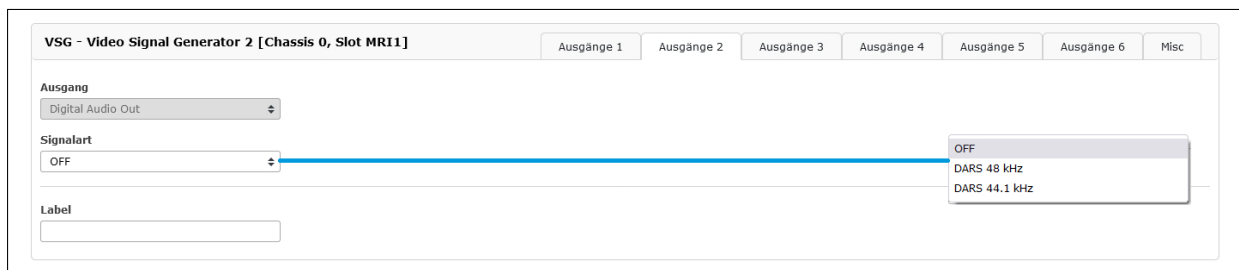 VSG - Video Signal Generator 2 [Chassis 0, Slot MRI1]
Ausgänge 1 Ausgänge 2 Ausgänge 3 Ausgänge 4 Ausgänge 5 Ausgänge 6 Misc
Ausgang
Digital Audio Out
Signalart
OFF
OFF
DARS 48 kHz
DARS 44.1 kHz
Label